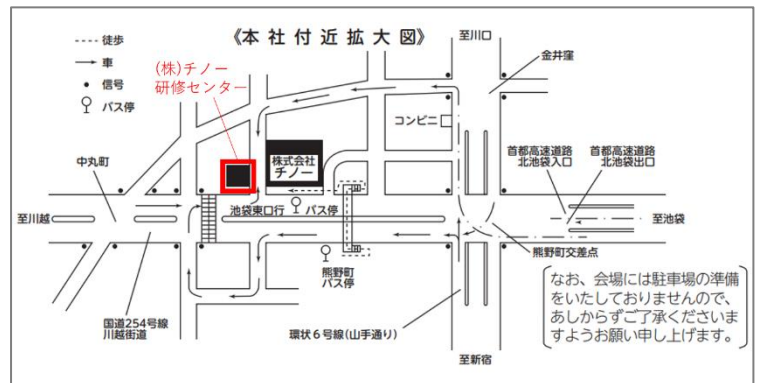 《本社付近拡大図》
徒歩
車
信号
バス停
(株)チノー
研修センター
至川口
金井窪
コンビニ
株式会社
チノー
中丸町
首都高速道路
北池袋入口
首都高速道路
北池袋出口
池袋東口行
バス停
至川越
至池袋
熊野町交差点
熊野町
バス停
国道254号線
川越街道
環状6号線(山手通り)
至新宿
なお、会場には駐車場の準備
をいたしておりませんので、
あしからずご了承くださいま
すようお願い申し上げます。